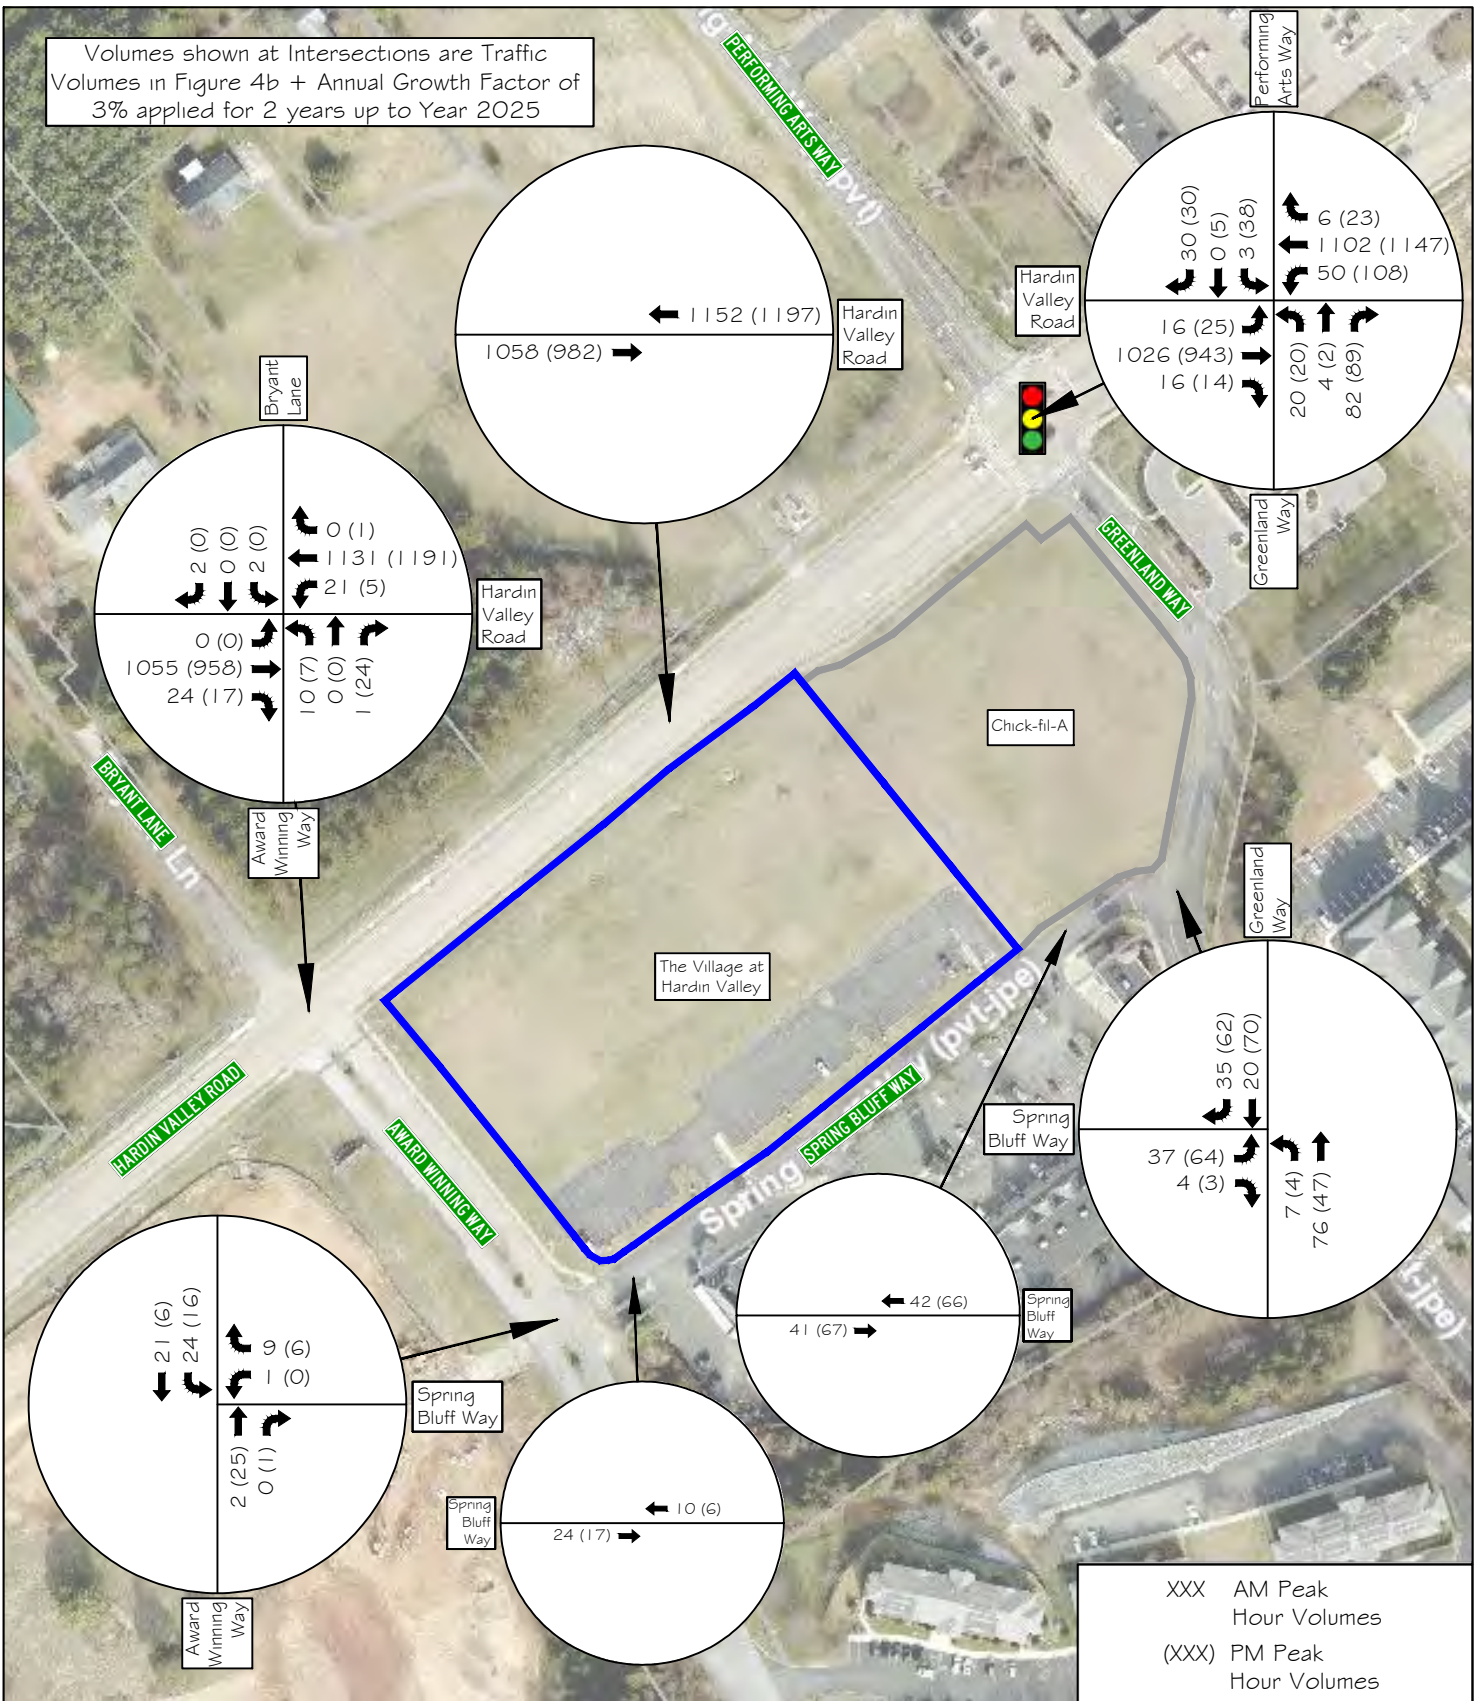 Volumes shown at Intersections are Traffic
Volumes in Figure 4b + Annual Growth Factor of
3% applied for 2 years up to Year 2025
PERFORMING ARTS WAY
(pvt)
Performing
Arts Way
30 (30)
0 (5)
3 (38)
6 (23)
1102 (1147)
50 (108)
Hardin
Valley
Road
16 (25)
1026 (943)
16 (14)
20 (20)
4 (2)
82 (89)
Greenland
Way
1152 (1197)
1058 (982)
Hardin
Valley
Road
Bryant
Lane
2 (0)
0 (0)
2 (0)
0 (1)
1131 (1191)
21 (5)
Hardin
Valley
Road
0 (0)
1055 (958)
24 (17)
10 (7)
0 (0)
1 (24)
Award
Winning
Way
GREENLAND WAY
Chick-fil-A
BRYANT LANE
Ln
The Village at
Hardin Valley
HARDIN VALLEY ROAD
AWARD WINNING WAY
SPRING BLUFF WAY
Spring
(pvt-jpe)
Greenland
Way
35 (62)
20 (70)
Spring
Bluff Way
37 (64)
4 (3)
7 (4)
76 (47)
t-jpe)
42 (66)
41 (67)
Spring
Bluff
Way
21 (6)
24 (16)
9 (6)
1 (0)
Spring
Bluff Way
2 (25)
0 (1)
Award
Winning
Way
Spring
Bluff
Way
10 (6)
24 (17)
XXX AM Peak
Hour Volumes
(XXX) PM Peak
Hour Volumes